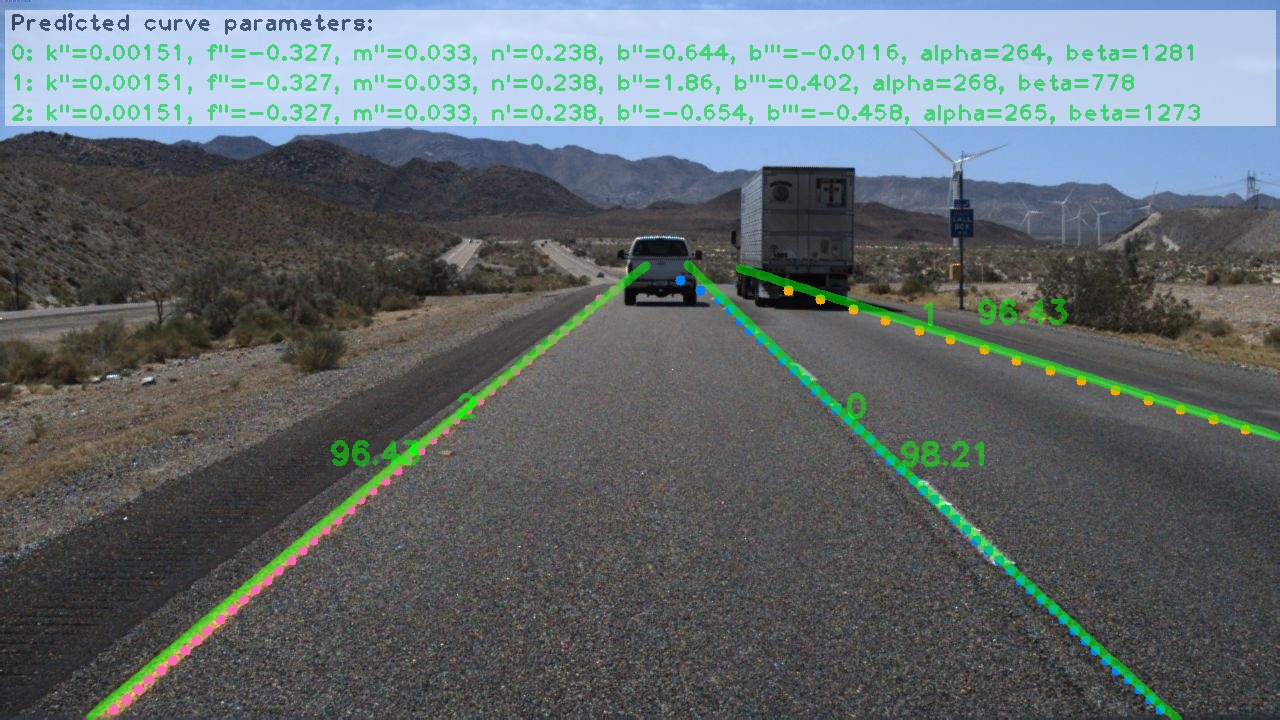 Predicted curve parameters:
0: k"=0.00151, f"=-0.327, m"=0.033, n'=0.238, b"=0.644, b'''=-0.0116, alpha=264, beta=1281
1: k"=0.00151, f"=-0.327, m"=0.033, n'=0.238, b"=1.86, b'''=0.402, alpha=268, beta=778
2: k"=0.00151, f"=-0.327, m"=0.033, n'=0.238, b"=-0.654, b'''=-0.458, alpha=265, beta=1273
CALL
BOX
1 96.43
2
0
96.43
98.21